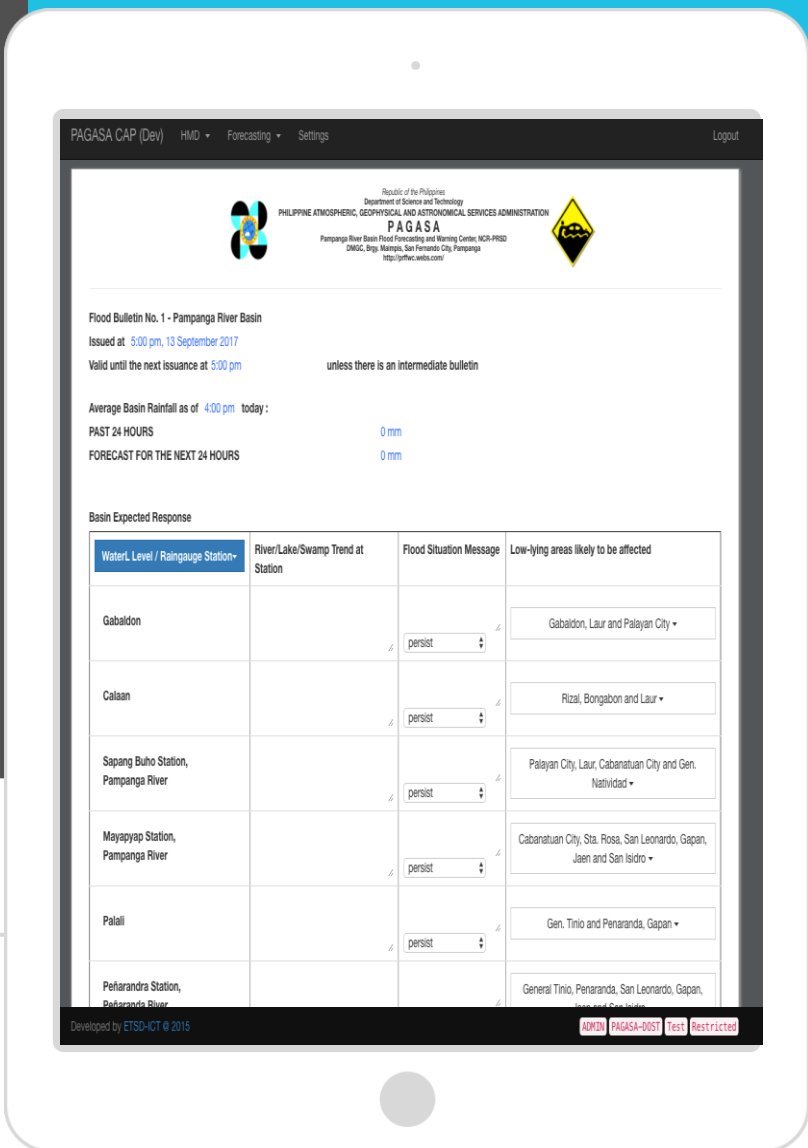 PAGASA CAP (Dev) HMD Forecasting Settings Logout
Republic of the Philippines
Department of Science and Technology
PHILIPPINE ATMOSPHERIC, GEOPHYSICAL AND ASTRONOMICAL SERVICES ADMINISTRATION
P A G A S A
Pampanga River Basin Flood Forecasting and Warning Center, NCR-PRSD
DMGC, Brgy. Maimpis, San Fernando City, Pampanga
http://prffwc.webs.com/
Flood Bulletin No. 1 - Pampanga River Basin
Issued at 5:00 pm, 13 September 2017
Valid until the next issuance at 5:00 pm unless there is an intermediate bulletin
Average Basin Rainfall as of 4:00 pm today :
PAST 24 HOURS 0 mm
FORECAST FOR THE NEXT 24 HOURS 0 mm
Basin Expected Response
WaterL Level / Raingauge Station River/Lake/Swamp Trend at Flood Situation Message Low-lying areas likely to be affected
Station
Gabaldon Gabaldon, Laur and Palayan City
persist
Calaan Rizal, Bongabon and Laur
persist
Sapang Buho Station, Palayan City, Laur, Cabanatuan City and Gen.
Pampanga River Natividad
persist
Mayapyap Station, Cabanatuan City, Sta. Rosa, San Leonardo, Gapan,
Pampanga River Jaen and San Isidro
persist
Palali Gen. Tinio and Penaranda, Gapan
persist
Peñarandra Station, General Tinio, Penaranda, San Leonardo, Gapan,
Peñaranda River Jaen and San Isidro
Developed by ETSD-ICT @ 2015 ADMIN PAGASA-DOST Test Restricted